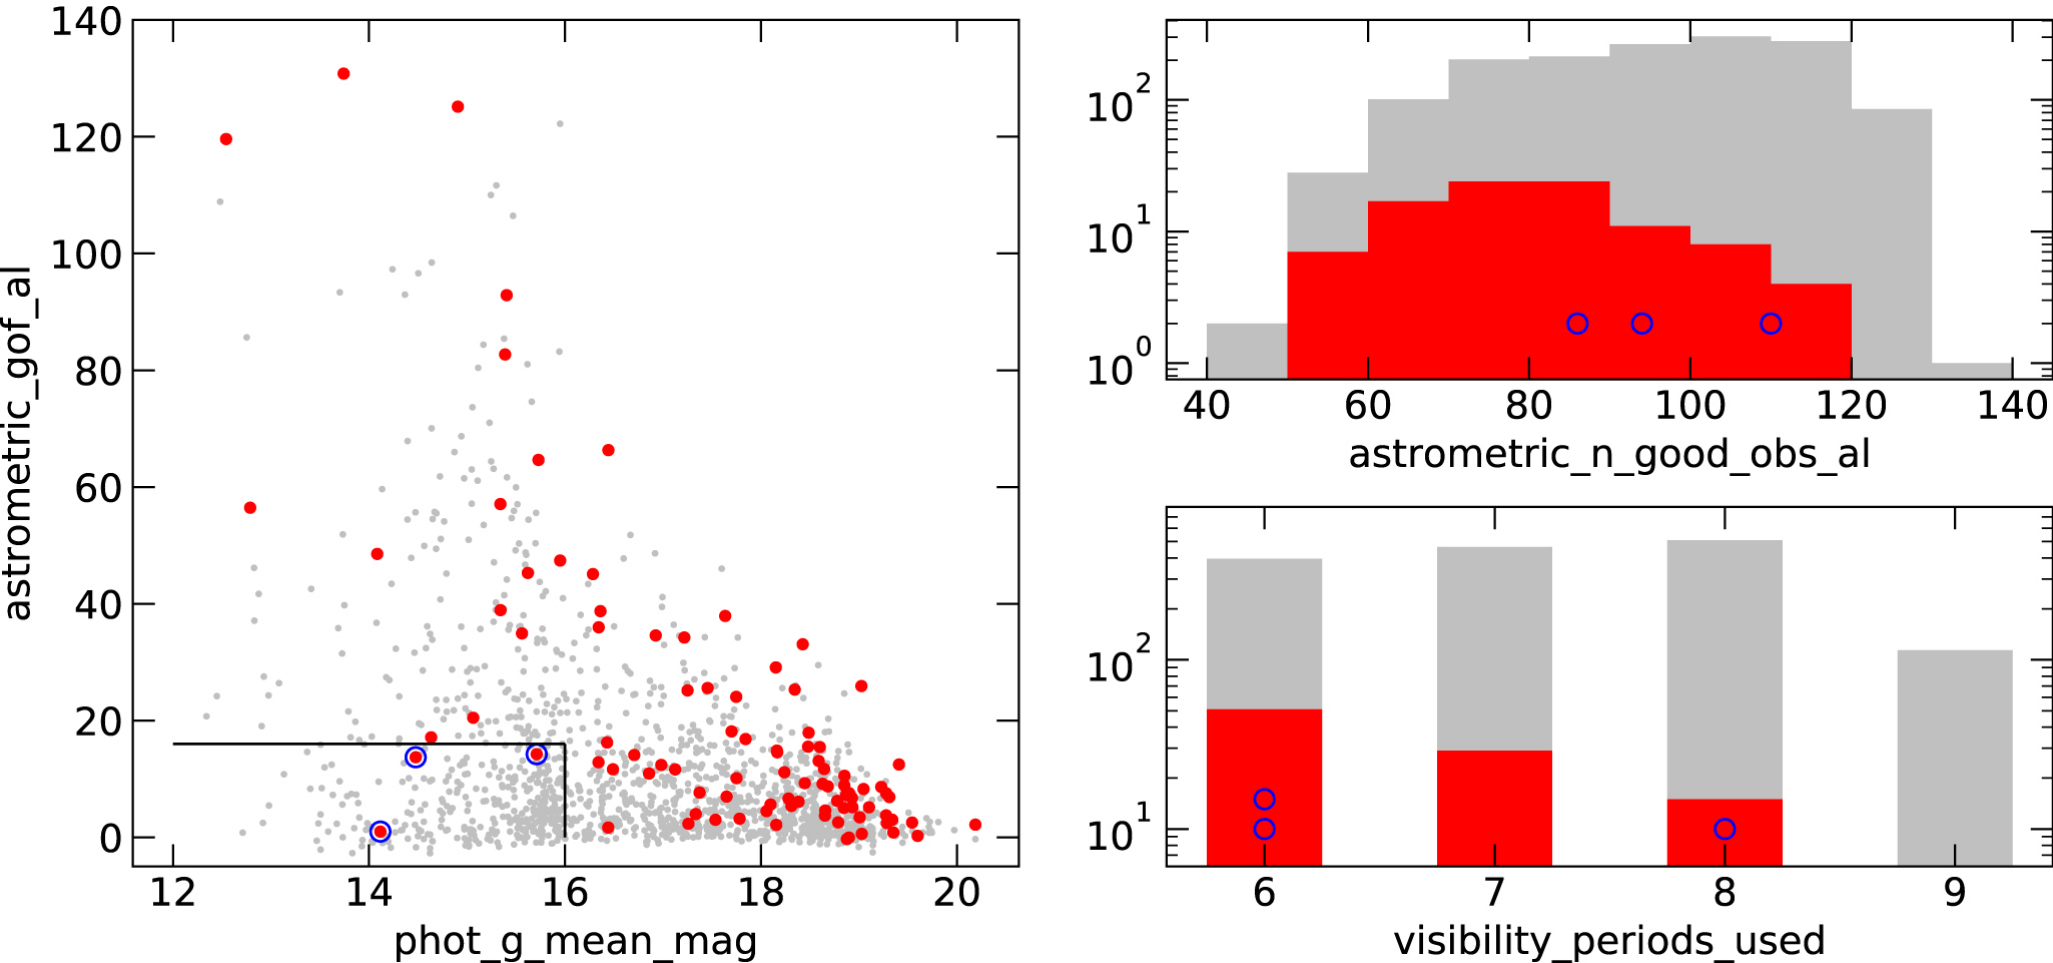 140
120
100
80
60
40
20
0
astrometric_gof_al
12 14 16 18 20
phot_g_mean_mag
10^2
10^1
10^0
40 60 80 100 120 140
astrometric_n_good_obs_al
10^2
10^1
6 7 8 9
visibility_periods_used